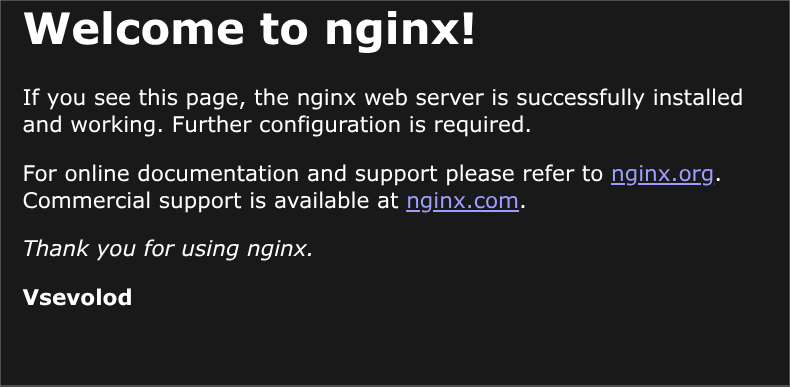 Welcome to nginx!
If you see this page, the nginx web server is successfully installed
and working. Further configuration is required.
For online documentation and support please refer to nginx.org.
Commercial support is available at nginx.com.
Thank you for using nginx.
Vsevolod